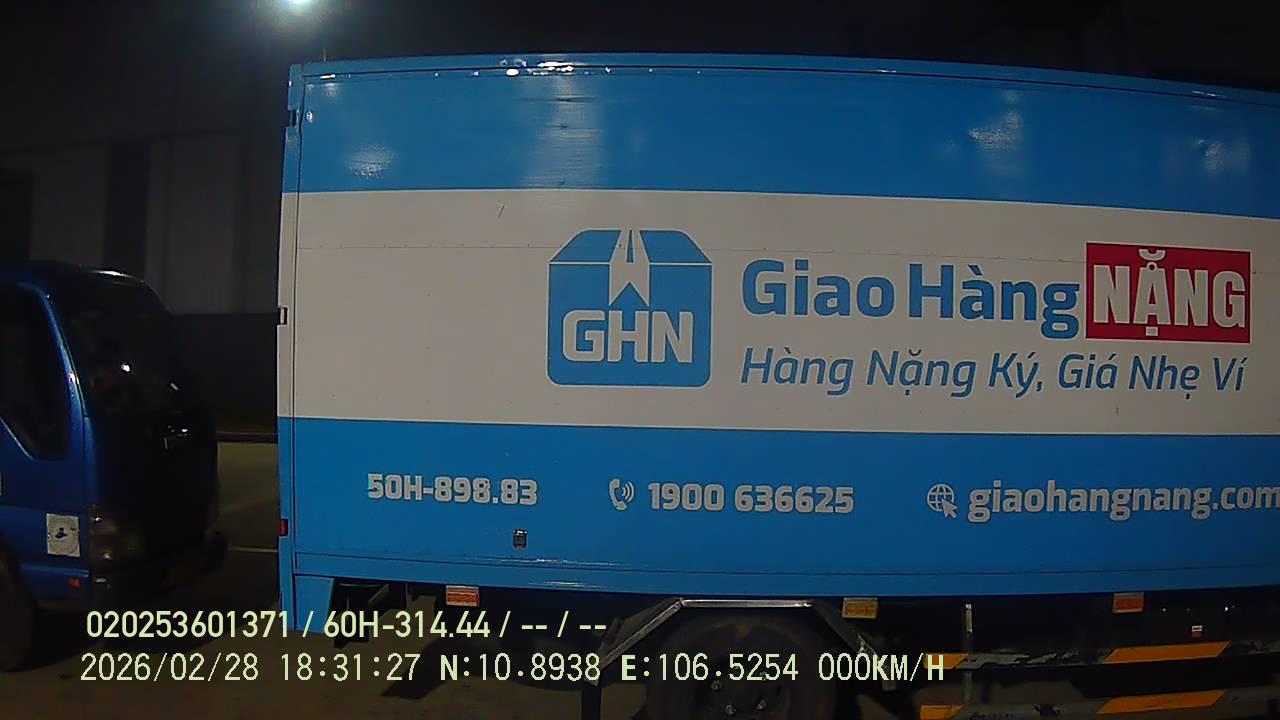 GHN
Giao Hàng NẶNG
Hàng Nặng Ký, Giá Nhẹ Ví
50H-898.83
1900 636625
giaohangnang.com
020253601371 / 60H-314.44 / -- / --
2026/02/28 18:31:27 N:10.8938 E:106.5254 000KM/H